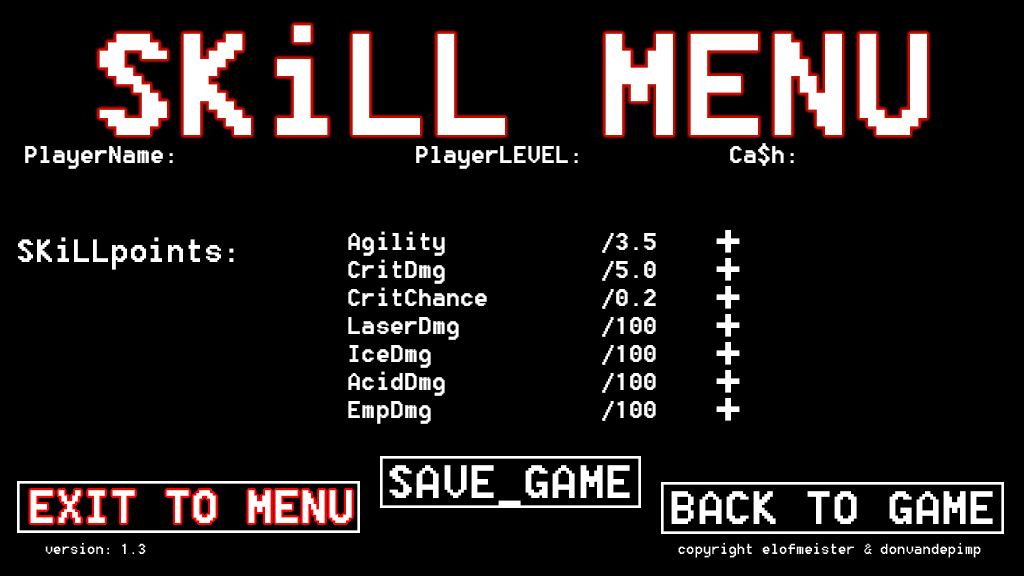 SKiLL MENU
PlayerName: PlayerLEVEL: Ca$h:
SKiLLpoints:
Agility /3.5 +
CritDmg /5.0 +
CritChance /0.2 +
LaserDmg /100 +
IceDmg /100 +
AcidDmg /100 +
EmpDmg /100 +
SAVE_GAME
EXIT TO MENU
BACK TO GAME
version: 1.3
copyright elofmeister & donvandepimp